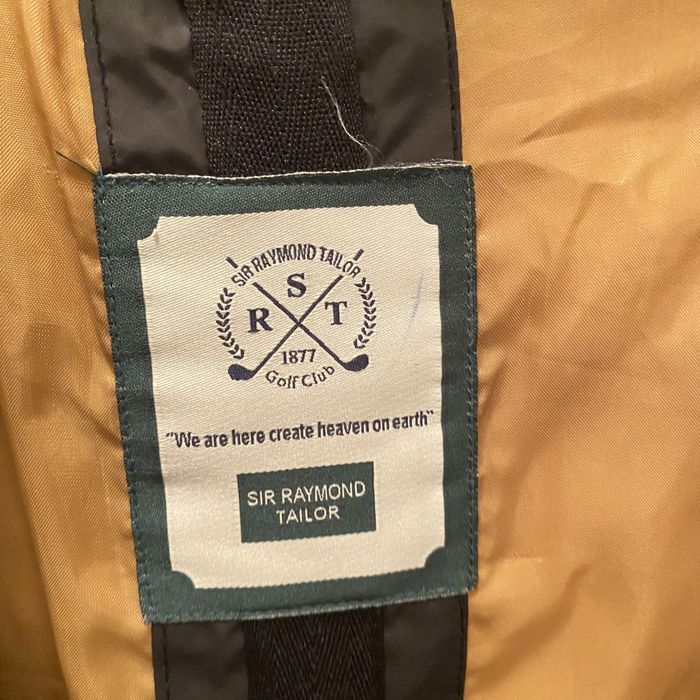 SIR RAYMOND TAILOR
S
R T
1877
Golf Club
"We are here create heaven on earth"
SIR RAYMOND
TAILOR